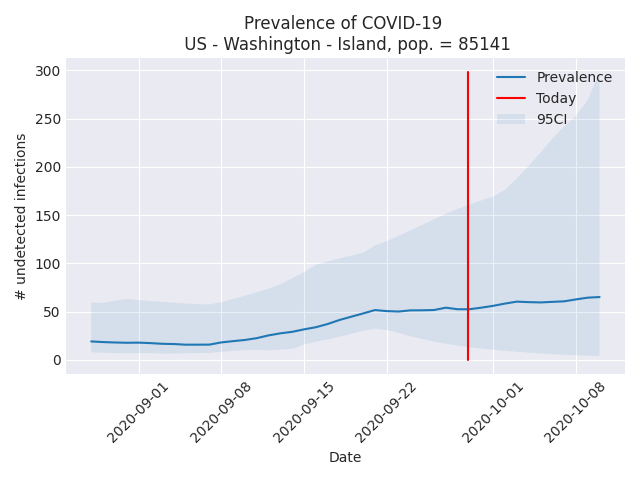 Prevalence of COVID-19
US - Washington - Island, pop. = 85141
300
250
200
150
100
50
0
# undetected infections
Prevalence
Today
95CI
2020-09-01
2020-09-08
2020-09-15
2020-09-22
2020-10-01
2020-10-08
Date